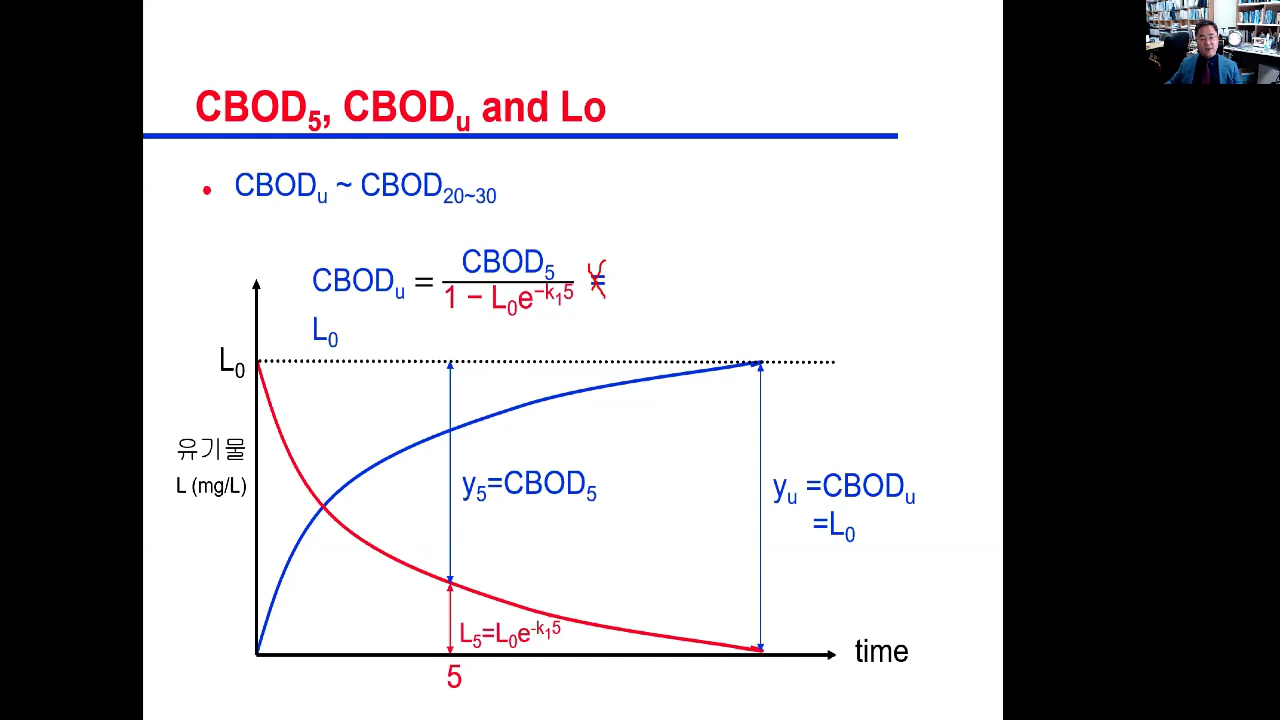 CBOD₅, CBODᵤ and Lo
• CBODᵤ ~ CBOD₂₀~₃₀
CBODᵤ = CBOD₅ / 1 − L₀e^−k₁5 =
L₀
L₀
유기물
L (mg/L)
y₅=CBOD₅
yᵤ =CBODᵤ
=L₀
L₅=L₀e^-k₁5
time
5